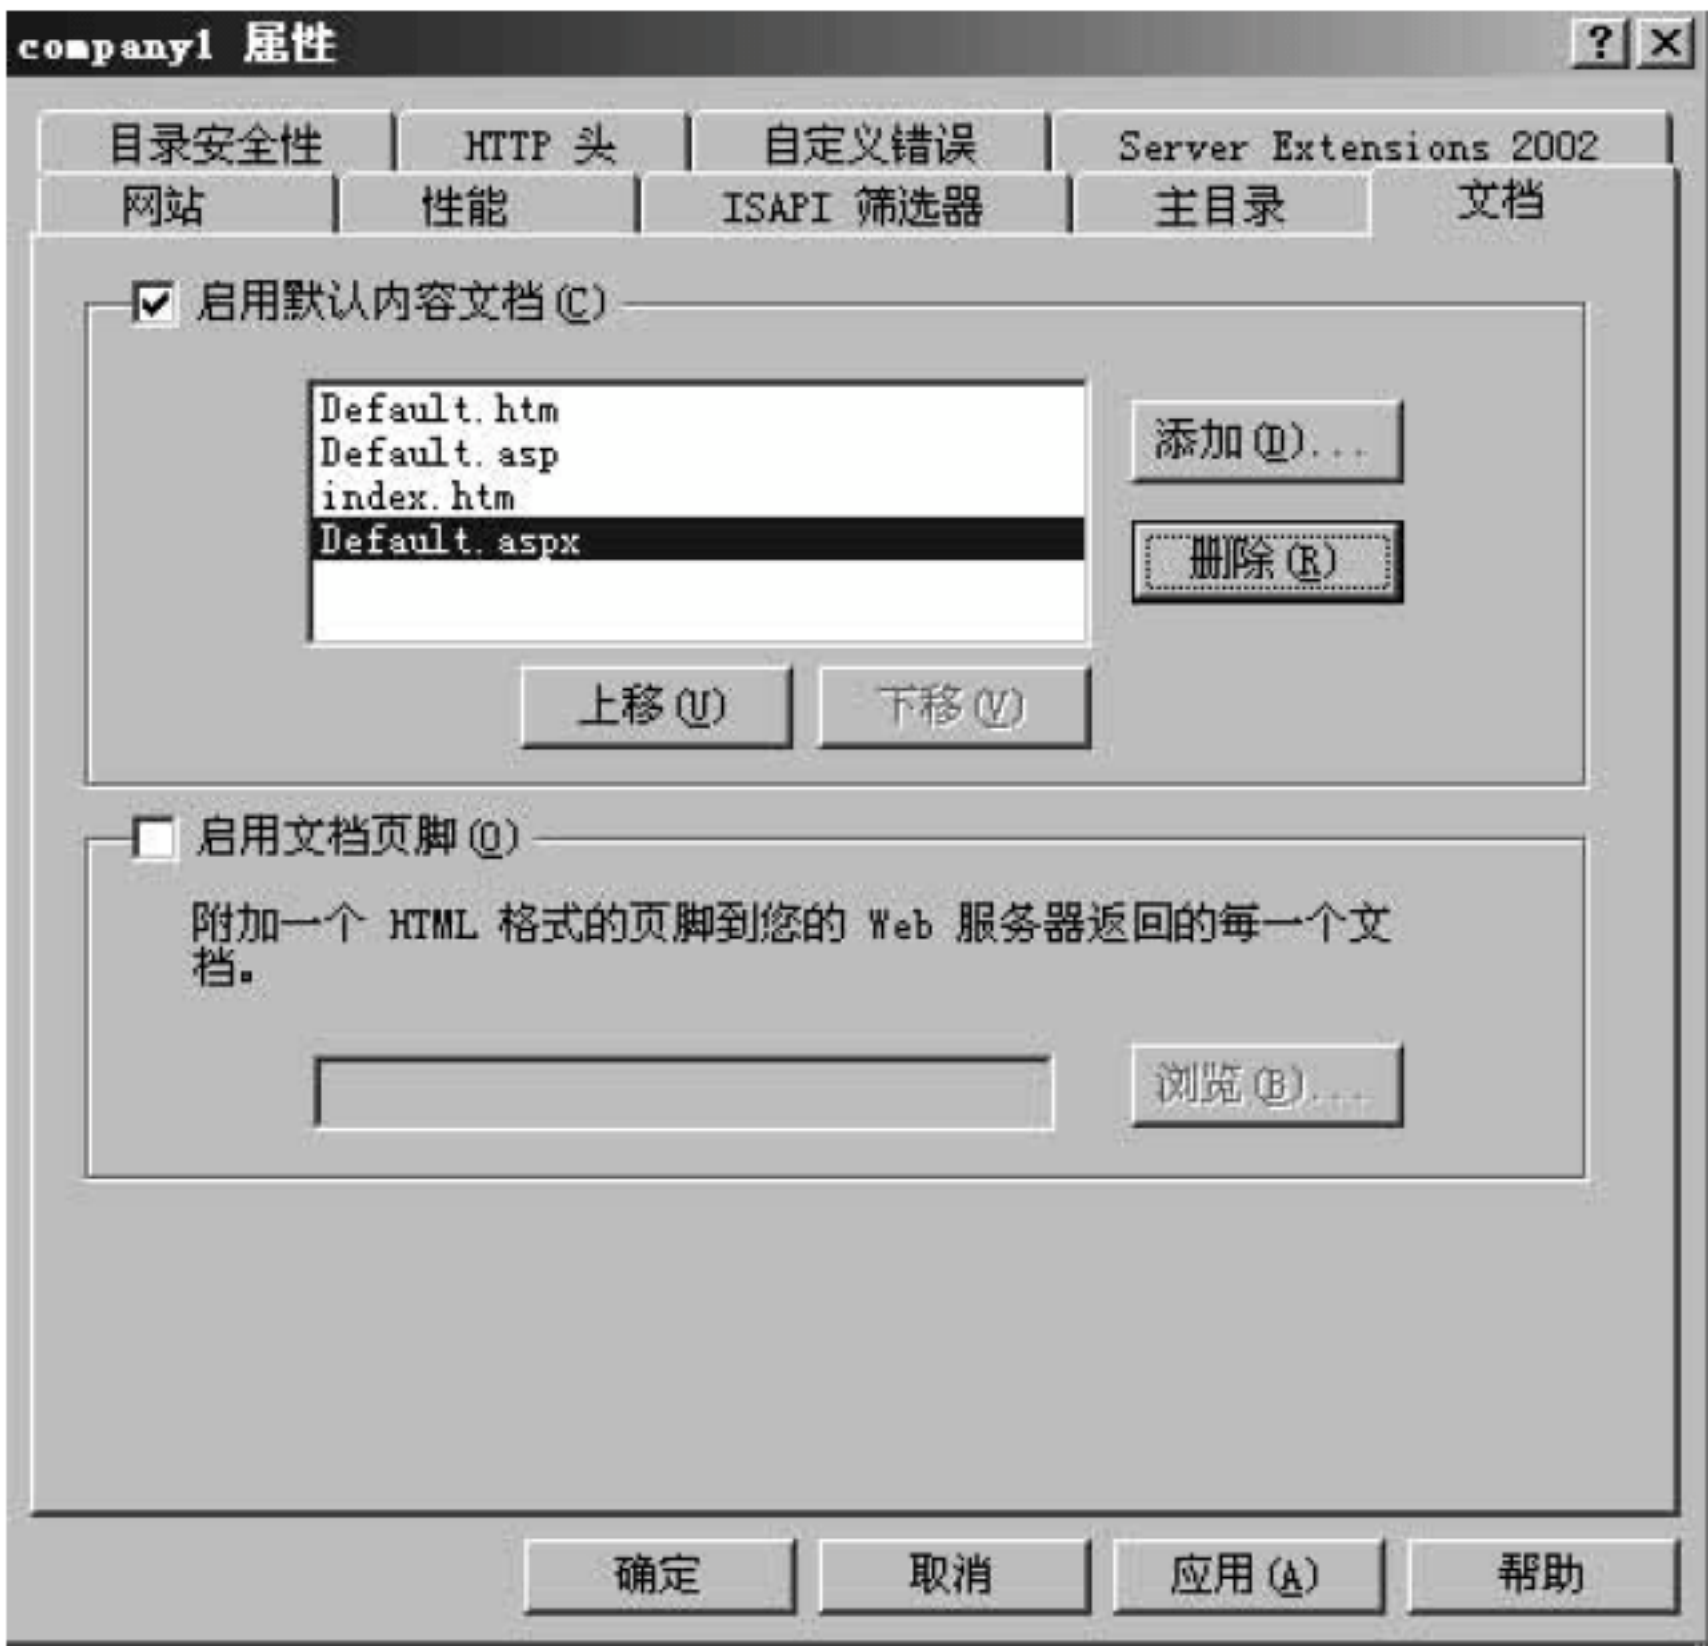 company1 属性
目录安全性 HTTP 头 自定义错误 Server Extensions 2002
网站 性能 ISAPI 筛选器 主目录 文档
启用默认内容文档(C)
Default.htm
Default.asp
index.htm
Default.aspx
添加(D)...
删除(R)
上移(U) 下移(V)
启用文档页脚(O)
附加一个 HTML 格式的页脚到您的 Web 服务器返回的每一个文
档。
浏览(B)...
确定 取消 应用(A) 帮助